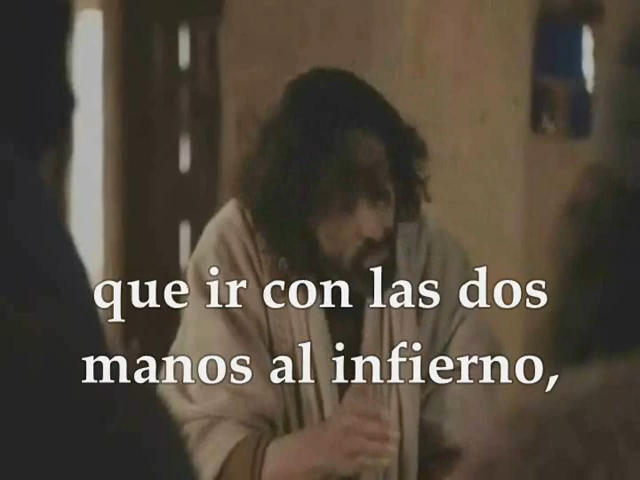 que ir con las dos
manos al infierno,